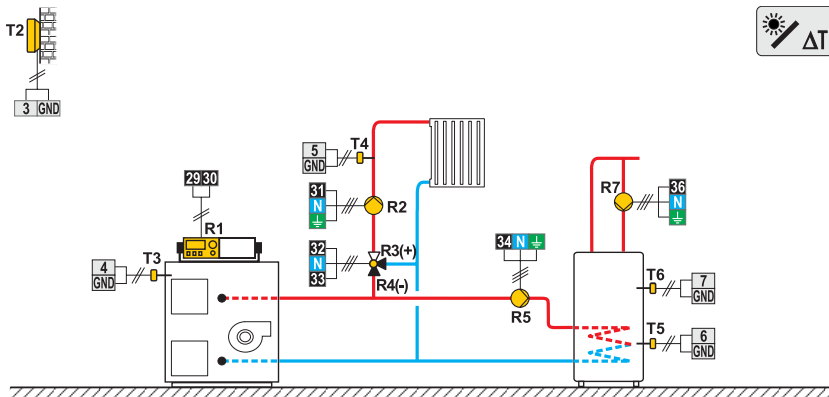 T2
ΔT
3 GND
5
GND
T4
29 30
31
N
R2
36
N
R7
R1
32
N
33
R3(+)
R4(-)
34 N
4
GND
T3
T6
7
GND
R5
T5
6
GND